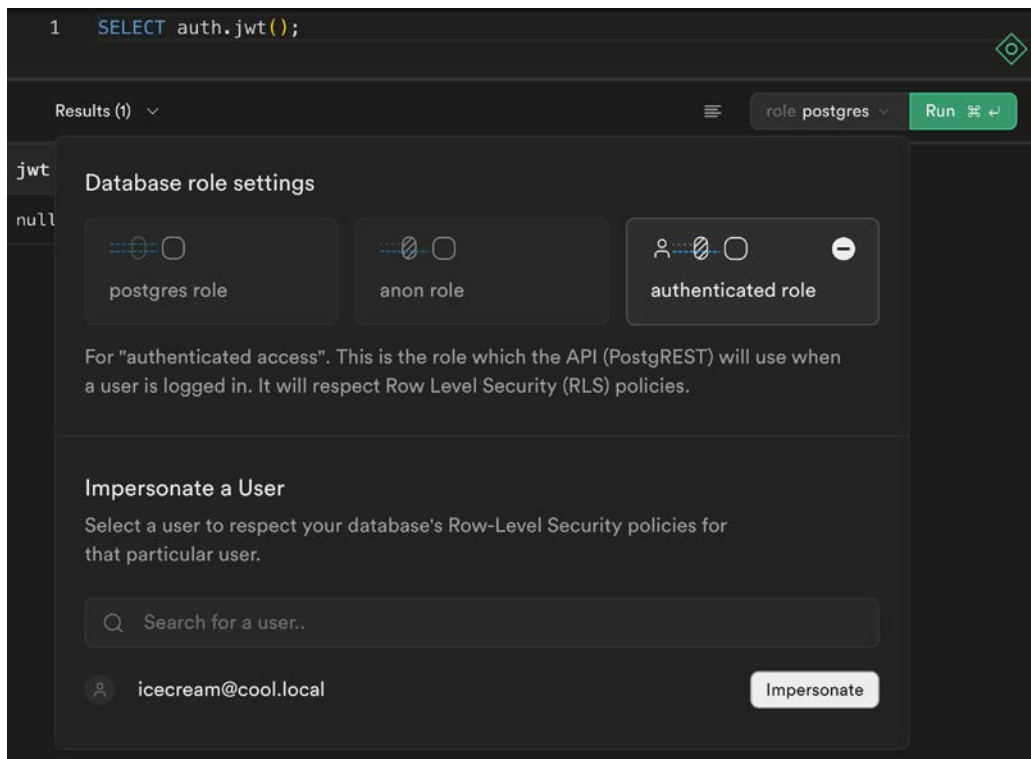 1 SELECT auth.jwt();
Results (1)
role postgres
Run ⌘ ↵
jwt
null
Database role settings
postgres role
anon role
authenticated role
For "authenticated access". This is the role which the API (PostgREST) will use when
a user is logged in. It will respect Row Level Security (RLS) policies.
Impersonate a User
Select a user to respect your database's Row-Level Security policies for
that particular user.
Search for a user..
icecream@cool.local
Impersonate